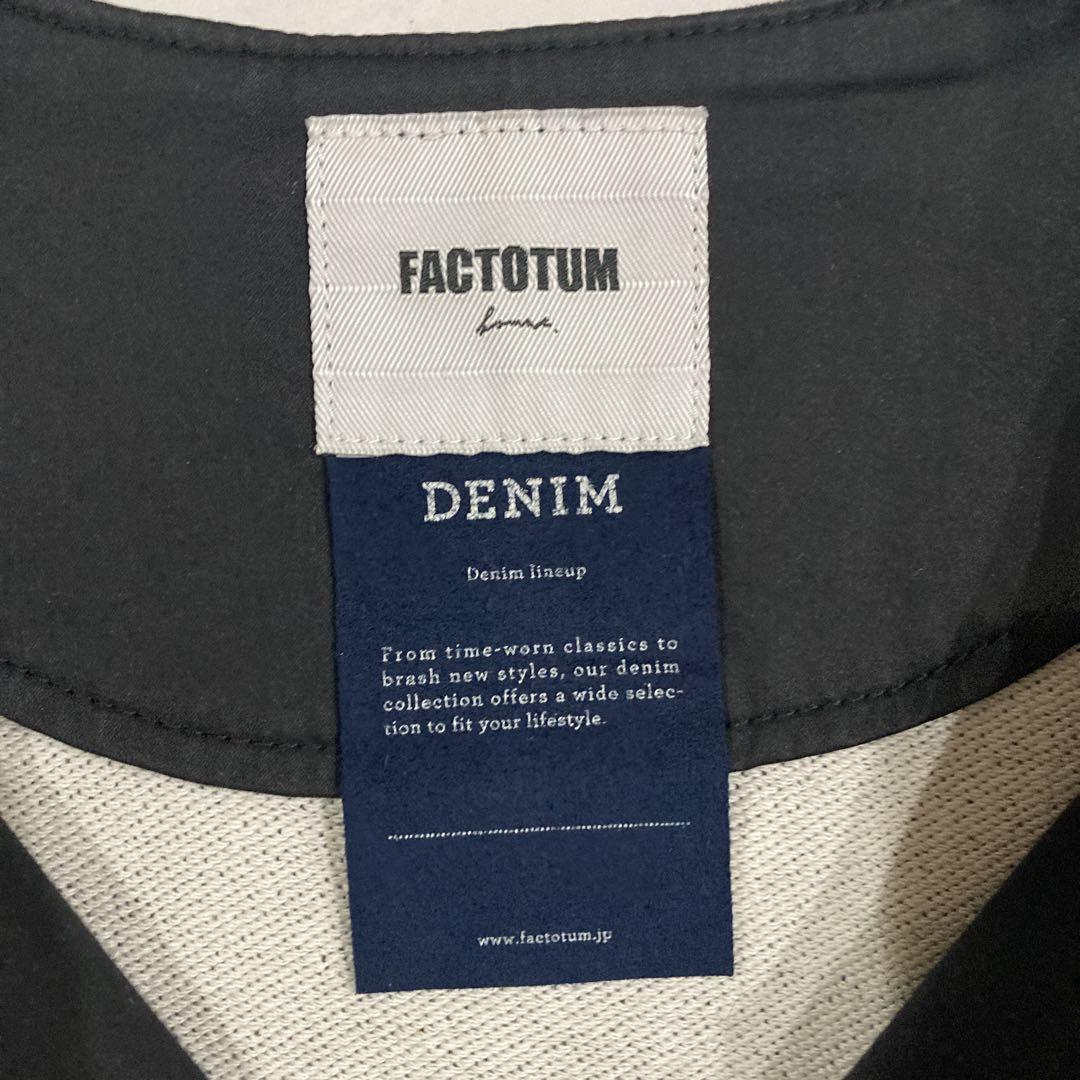 FACTOTUM
DENIM
Denim lineup
From time-worn classics to
brash new styles, our denim
collection offers a wide selec-
tion to fit your lifestyle.
www.factotum.jp